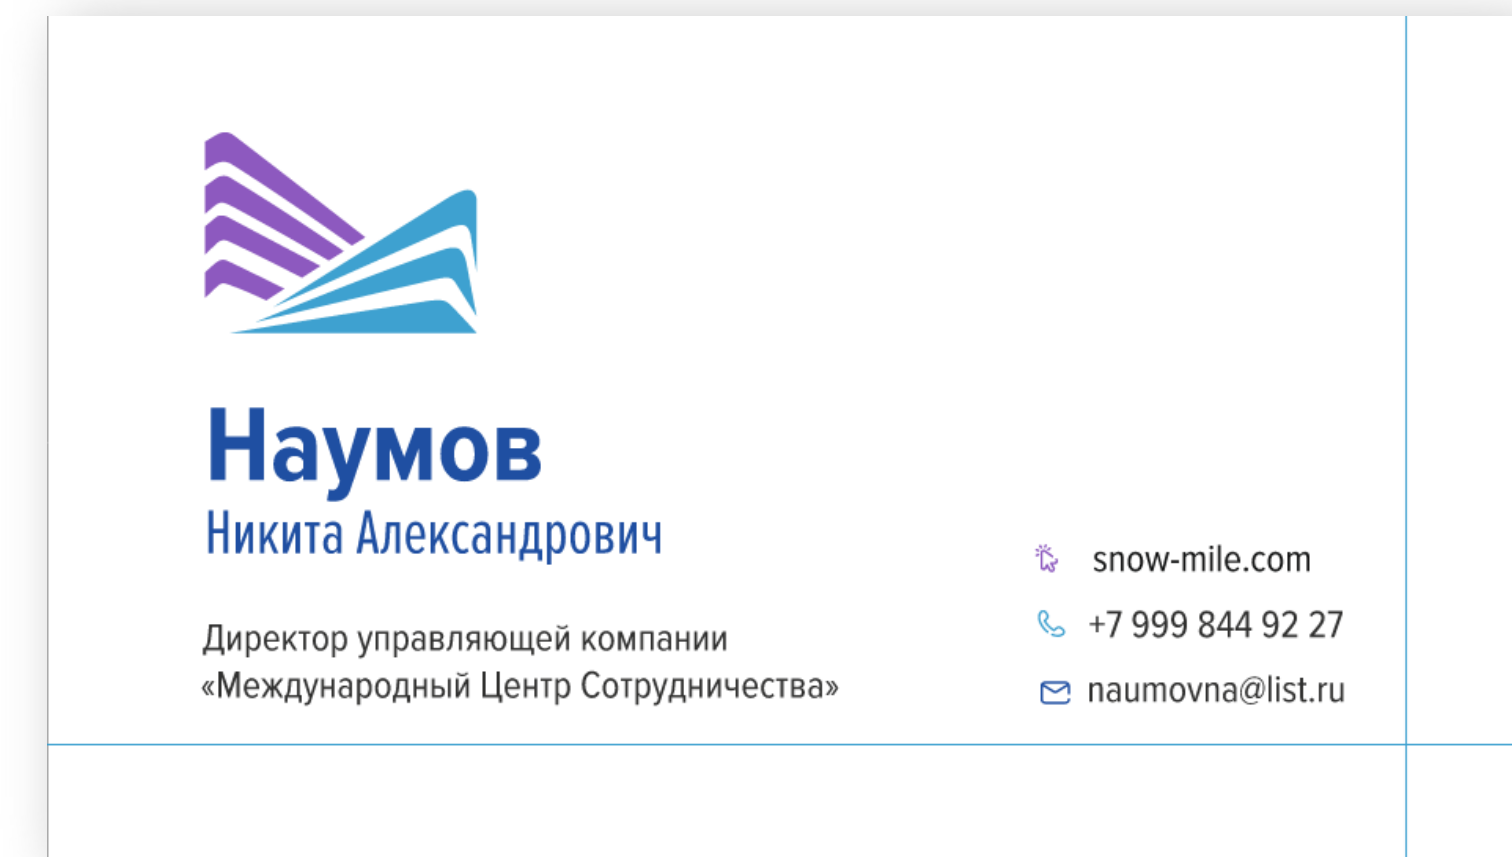 Наумов
Никита Александрович
Директор управляющей компании
«Международный Центр Сотрудничества»
snow-mile.com
+7 999 844 92 27
naumovna@list.ru